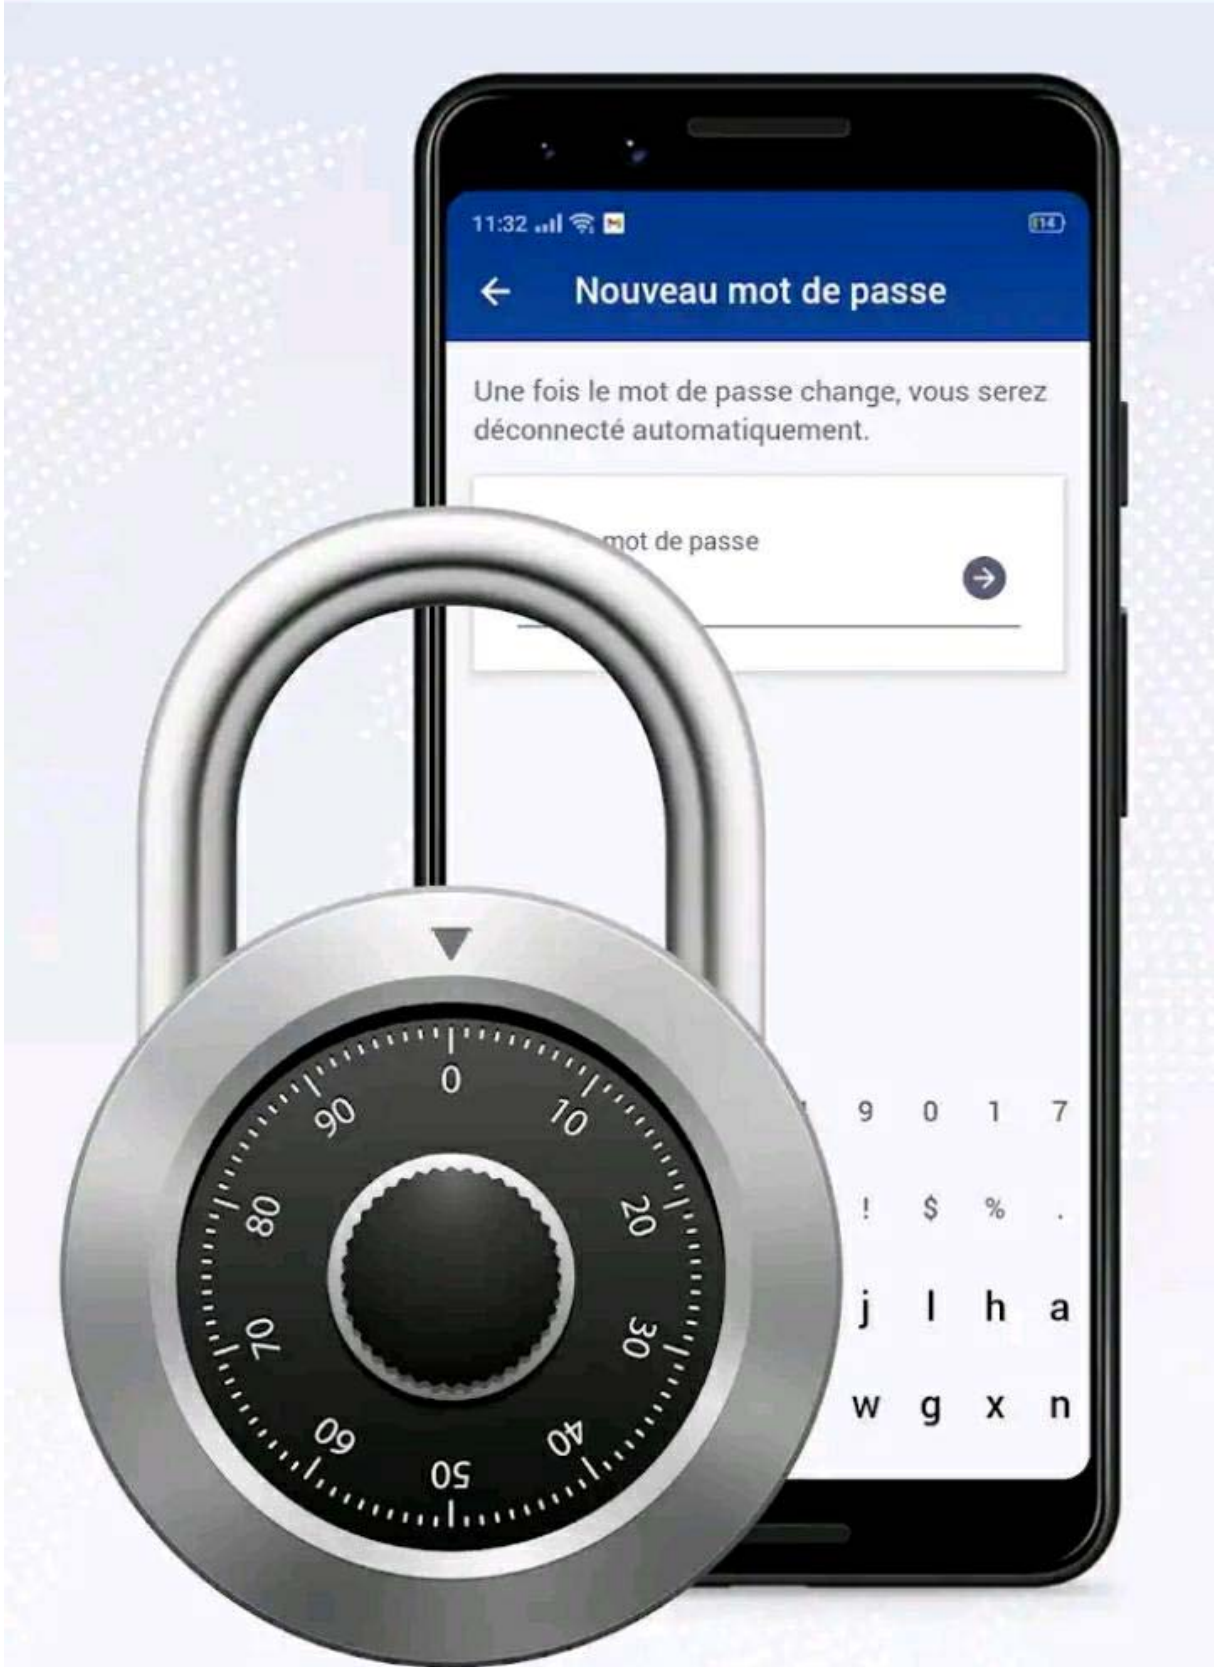 11:32
14
Nouveau mot de passe
Une fois le mot de passe change, vous serez
déconnecté automatiquement.
mot de passe
0
10
20
30
40
50
60
70
80
90
9 0 1 7
! $ % .
j l h a
w g x n